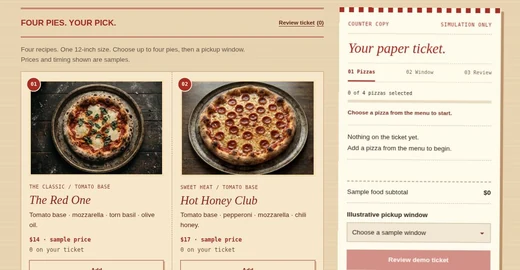 FOUR PIES. YOUR PICK.
Review ticket (0)
Four recipes. One 12-inch size. Choose up to four pies, then a pickup window.
Prices and timing shown are samples.
01
THE CLASSIC / TOMATO BASE
The Red One
Tomato base · mozzarella · torn basil · olive
oil.
$14 · sample price
0 on your ticket
02
SWEET HEAT / TOMATO BASE
Hot Honey Club
Tomato base · pepperoni · mozzarella · chili
honey.
$17 · sample price
0 on your ticket
COUNTER COPY
SIMULATION ONLY
Your paper ticket.
01 Pizzas
02 Window
03 Review
0 of 4 pizzas selected
Choose a pizza from the menu to start.
Nothing on the ticket yet.
Add a pizza from the menu to begin.
Sample food subtotal
$0
Illustrative pickup window
Choose a sample window
Review demo ticket